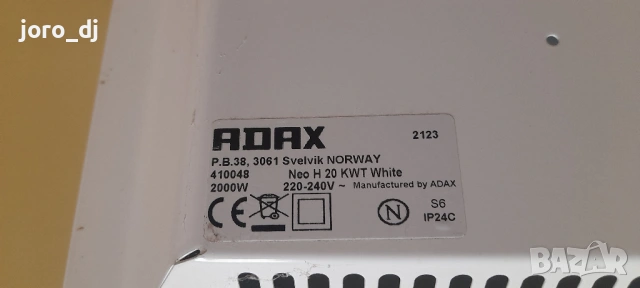 joro_dj
ADAX 2123
P.B.38, 3061 Svelvik NORWAY
410048 Neo H 20 KWT White
2000W 220-240V ~ Manufactured by ADAX
CE N S6
IP24C
BAZAR